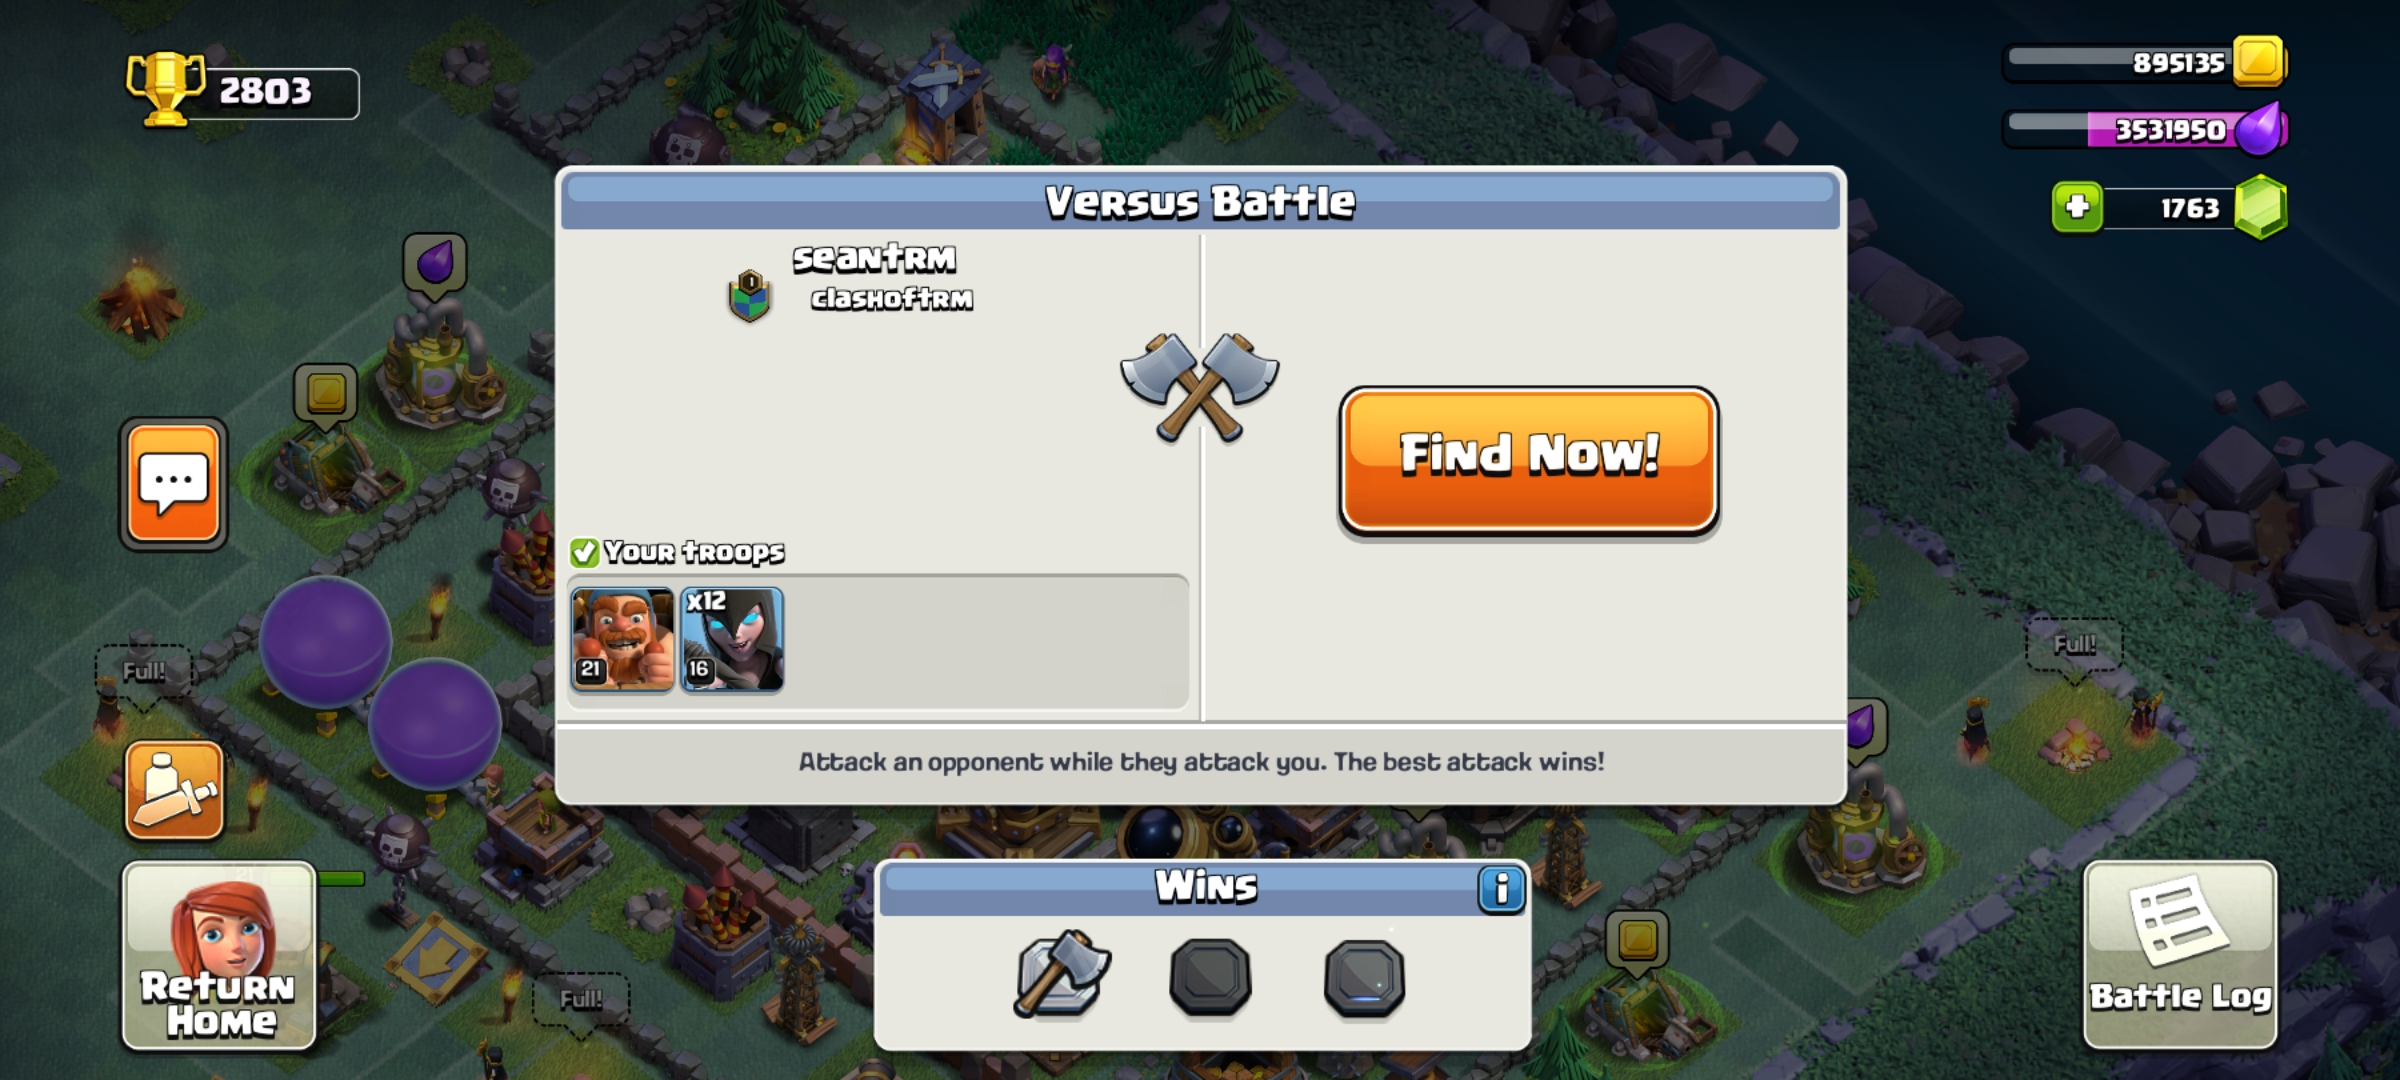 2803
895135
3531950
1763
Versus Battle
seantrm
1
clashoftrm
Find Now!
Your troops
21
x12
16
Attack an opponent while they attack you. The best attack wins!
Full!
Full!
Full!
Wins
i
Return
Home
Battle Log